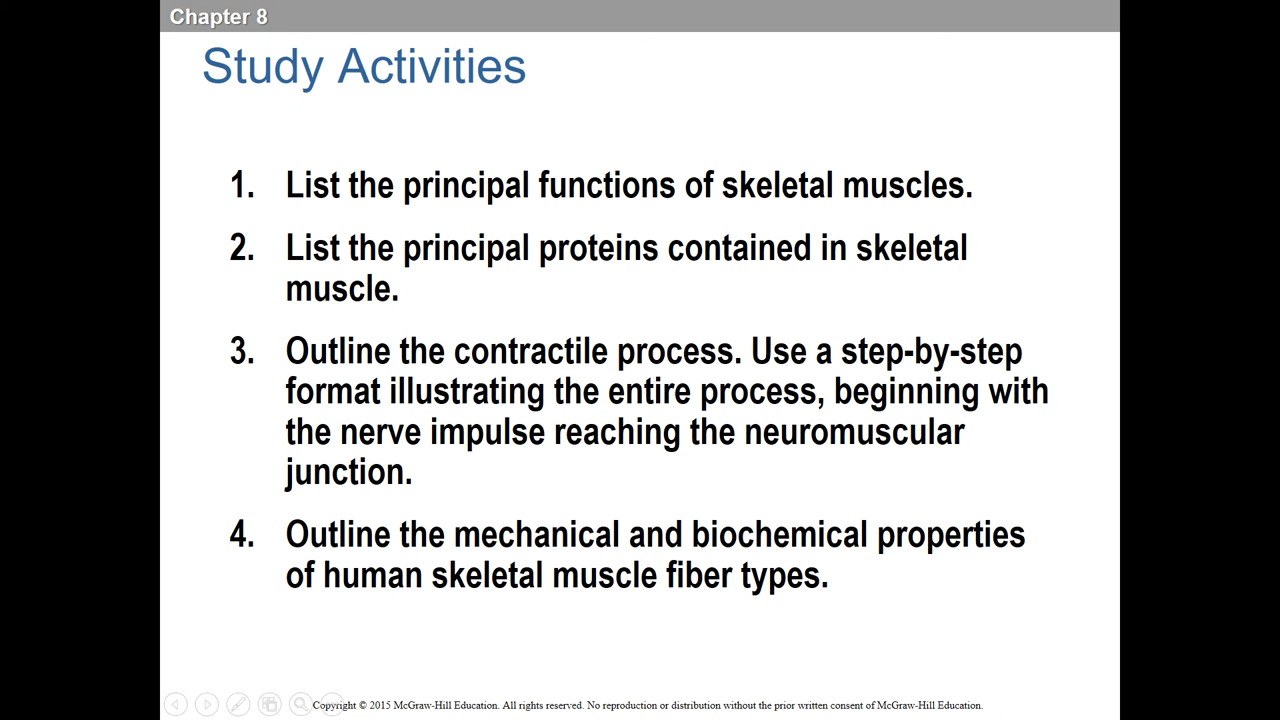 Chapter 8
Study Activities
1. List the principal functions of skeletal muscles.
2. List the principal proteins contained in skeletal
muscle.
3. Outline the contractile process. Use a step-by-step
format illustrating the entire process, beginning with
the nerve impulse reaching the neuromuscular
junction.
4. Outline the mechanical and biochemical properties
of human skeletal muscle fiber types.
Copyright © 2015 McGraw-Hill Education. All rights reserved. No reproduction or distribution without the prior written consent of McGraw-Hill Education.